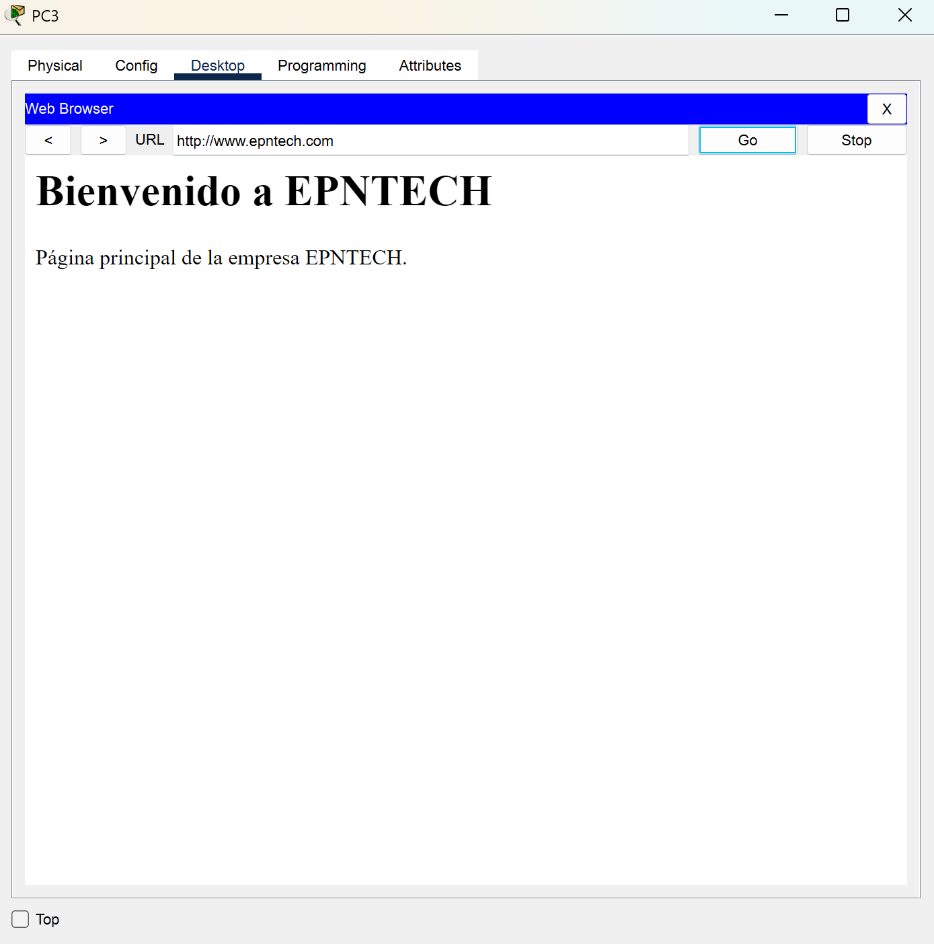 PC3
Physical Config Desktop Programming Attributes
Web Browser X
< > URL http://www.epntech.com Go Stop
Bienvenido a EPNTECH
Página principal de la empresa EPNTECH.
Top